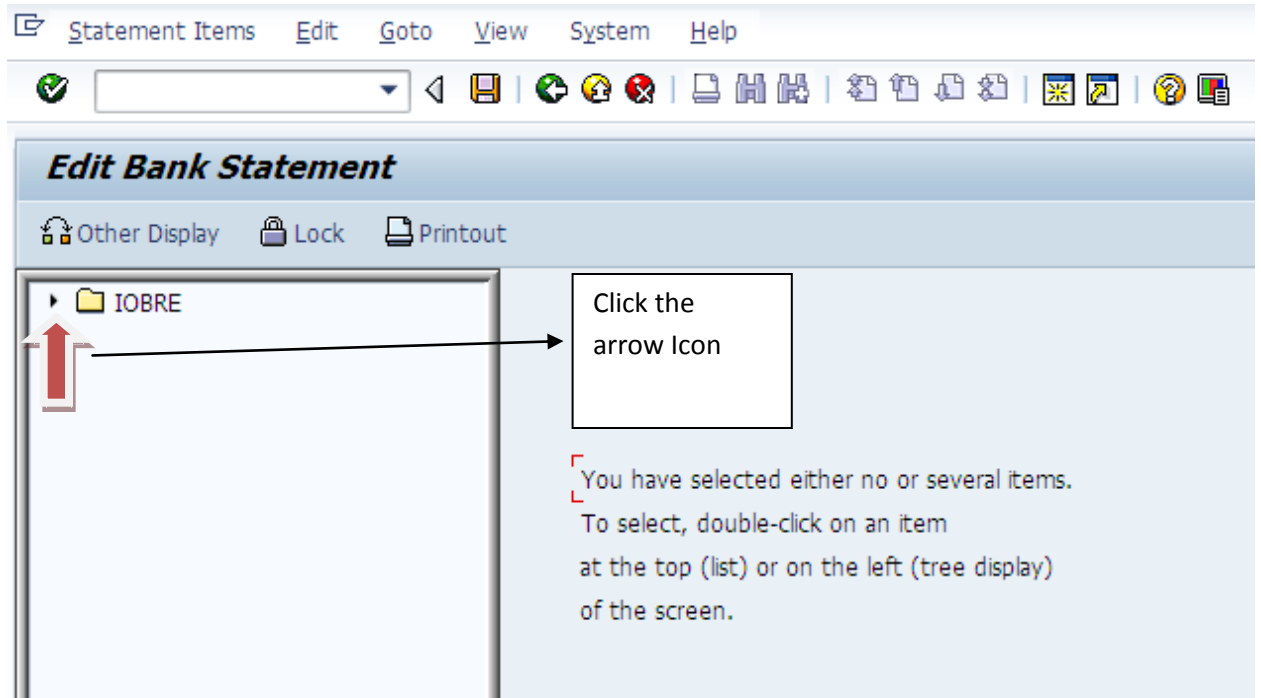 Statement Items Edit Goto View System Help
Edit Bank Statement
Other Display Lock Printout
IOBRE
Click the
arrow Icon
You have selected either no or several items.
To select, double-click on an item
at the top (list) or on the left (tree display)
of the screen.